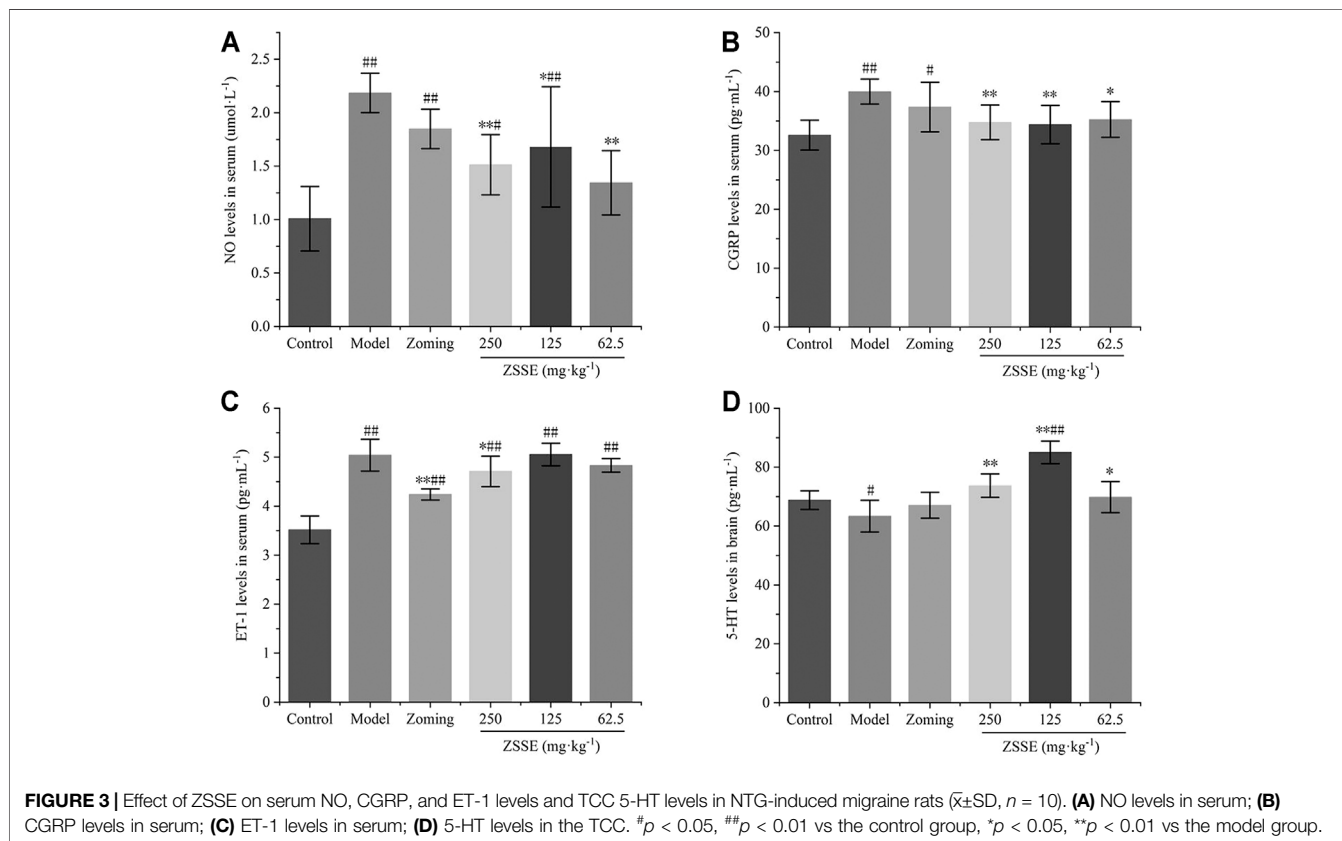 A
NO levels in serum (umol·L⁻¹)
2.5
2.0
1.5
1.0
0.5
0.0
##
##
**#
*##
**
Control Model Zoming 250 125 62.5
ZSSE (mg·kg⁻¹)
B
CGRP levels in serum (pg·mL⁻¹)
50
40
30
20
10
0
##
#
**
**
*
Control Model Zoming 250 125 62.5
ZSSE (mg·kg⁻¹)
C
ET-1 levels in serum (pg·mL⁻¹)
6
5
4
3
2
1
0
##
**##
*##
##
##
Control Model Zoming 250 125 62.5
ZSSE (mg·kg⁻¹)
D
5-HT levels in brain (pg·mL⁻¹)
100
80
60
40
20
0
#
**
**##
*
Control Model Zoming 250 125 62.5
ZSSE (mg·kg⁻¹)
FIGURE 3 | Effect of ZSSE on serum NO, CGRP, and ET-1 levels and TCC 5-HT levels in NTG-induced migraine rats (x̅±SD, n = 10). (A) NO levels in serum; (B)
CGRP levels in serum; (C) ET-1 levels in serum; (D) 5-HT levels in the TCC. #p < 0.05, ##p < 0.01 vs the control group, *p < 0.05, **p < 0.01 vs the model group.